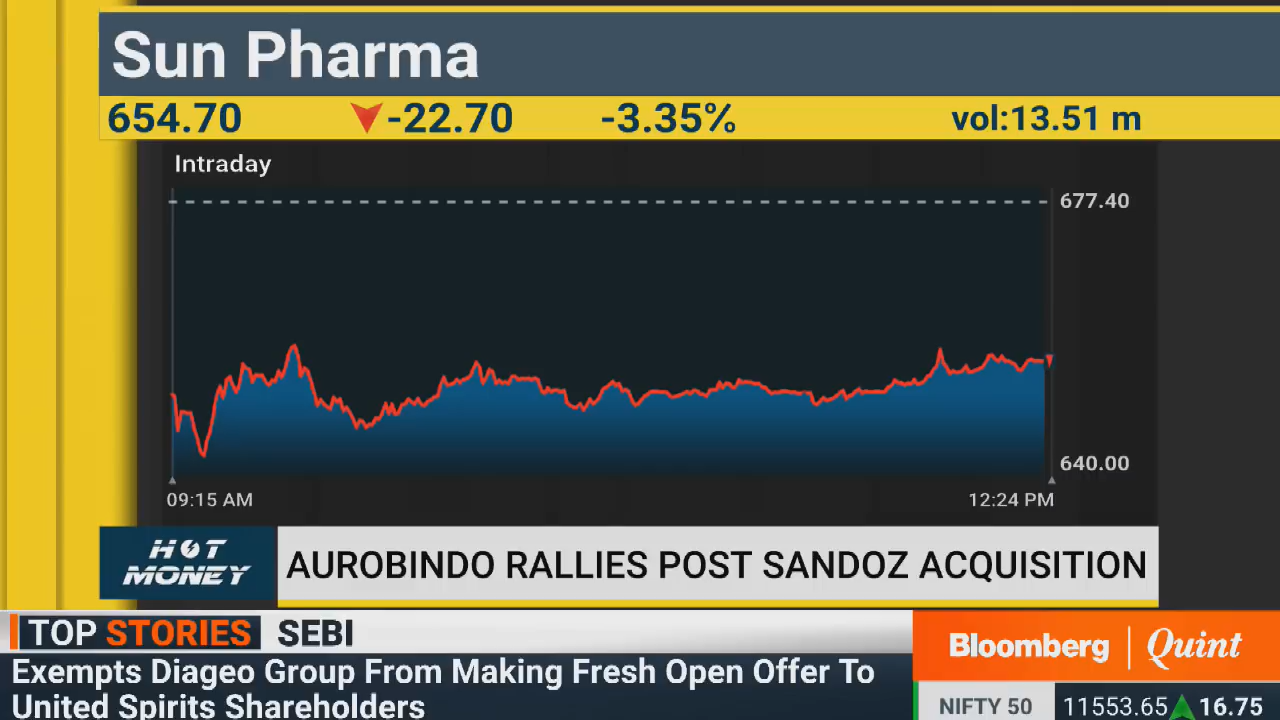 Sun Pharma
654.70 -22.70 -3.35% vol:13.51 m
Intraday
677.40
640.00
09:15 AM 12:24 PM
HOT
MONEY
AUROBINDO RALLIES POST SANDOZ ACQUISITION
TOP STORIES SEBI
Exempts Diageo Group From Making Fresh Open Offer To
United Spirits Shareholders
Bloomberg | Quint
NIFTY 50 11553.65 16.75